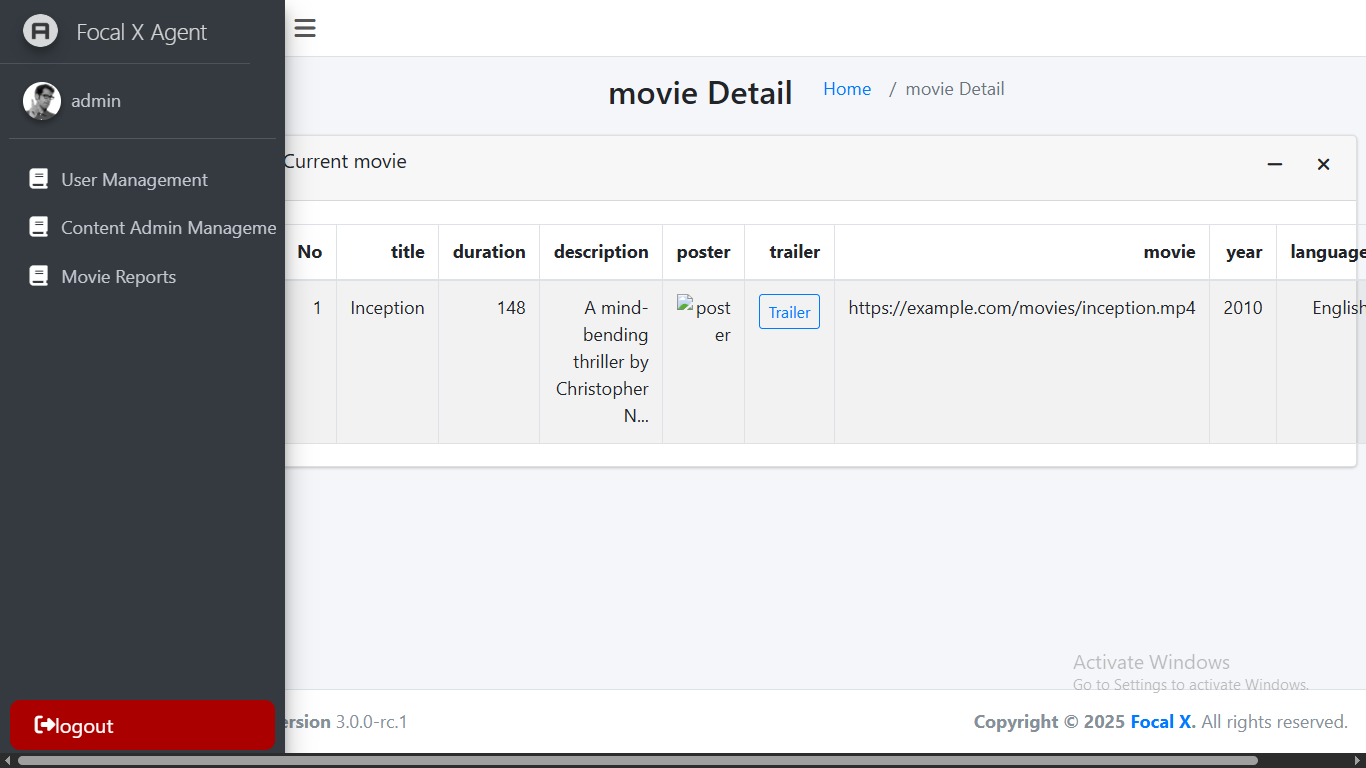 Focal X Agent
admin
User Management
Content Admin Manageme
Movie Reports
logout
movie Detail
Home / movie Detail
Current movie
No title duration description poster trailer movie year language
1 Inception 148 A mind-
bending
thriller by
Christopher
N... post
er Trailer https://example.com/movies/inception.mp4 2010 English
Activate Windows
Go to Settings to activate Windows.
ersion 3.0.0-rc.1
Copyright © 2025 Focal X. All rights reserved.